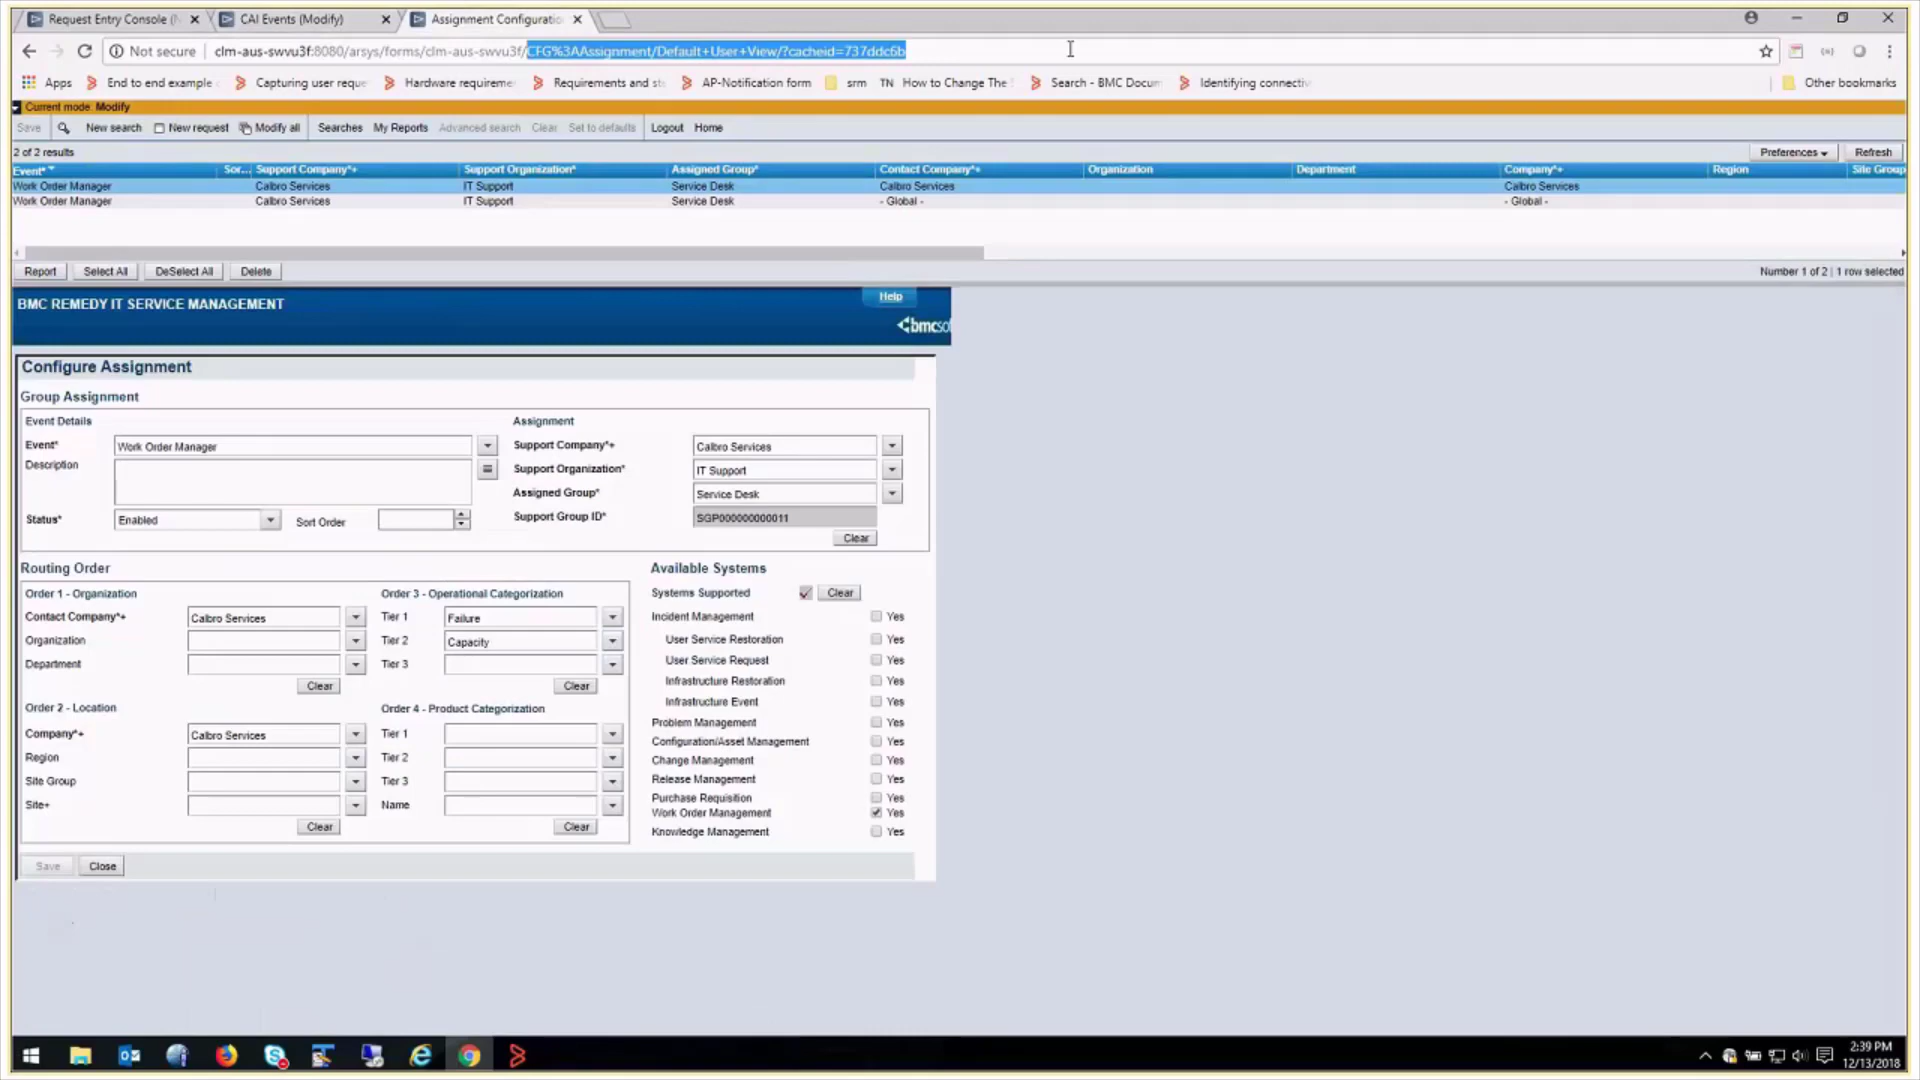 Request Entry Console (M
CAI Events (Modify)
Assignment Configuratio
Not secure
clm-aus-swvu3f:8080/arsys/forms/clm-aus-swvu3f/CFG%3AAssignment/Default+User+View/?cacheid=737ddc6b
Apps
End to end example
Capturing user reque
Hardware requireme
Requirements and st
AP-Notification form
srm
TN
How to Change The
Search - BMC Docum
Identifying connectiv
Other bookmarks
Current mode: Modify
Save
New search
New request
Modify all
Searches
My Reports
Advanced search
Clear
Set to defaults
Logout
Home
2 of 2 results
Preferences
Refresh
Event* Sor... Support Company*+ Support Organization* Assigned Group* Contact Company*+ Organization Department Company*+ Region Site Group
Work Order Manager Calbro Services IT Support Service Desk Calbro Services Calbro Services
Work Order Manager Calbro Services IT Support Service Desk - Global - - Global -
Report
Select All
DeSelect All
Delete
Number 1 of 2 | 1 row selected
BMC REMEDY IT SERVICE MANAGEMENT
Help
bmcsof
Configure Assignment
Group Assignment
Event Details
Event* Work Order Manager
Description
Status* Enabled
Sort Order
Assignment
Support Company*+ Calbro Services
Support Organization* IT Support
Assigned Group* Service Desk
Support Group ID* SGP000000000011
Clear
Routing Order
Order 1 - Organization
Contact Company*+ Calbro Services
Organization
Department
Clear
Order 2 - Location
Company*+ Calbro Services
Region
Site Group
Site+
Clear
Order 3 - Operational Categorization
Tier 1 Failure
Tier 2 Capacity
Tier 3
Clear
Order 4 - Product Categorization
Tier 1
Tier 2
Tier 3
Name
Clear
Available Systems
Systems Supported Clear
Incident Management Yes
User Service Restoration Yes
User Service Request Yes
Infrastructure Restoration Yes
Infrastructure Event Yes
Problem Management Yes
Configuration/Asset Management Yes
Change Management Yes
Release Management Yes
Purchase Requisition Yes
Work Order Management Yes
Knowledge Management Yes
Save
Close
2:39 PM
12/13/2018